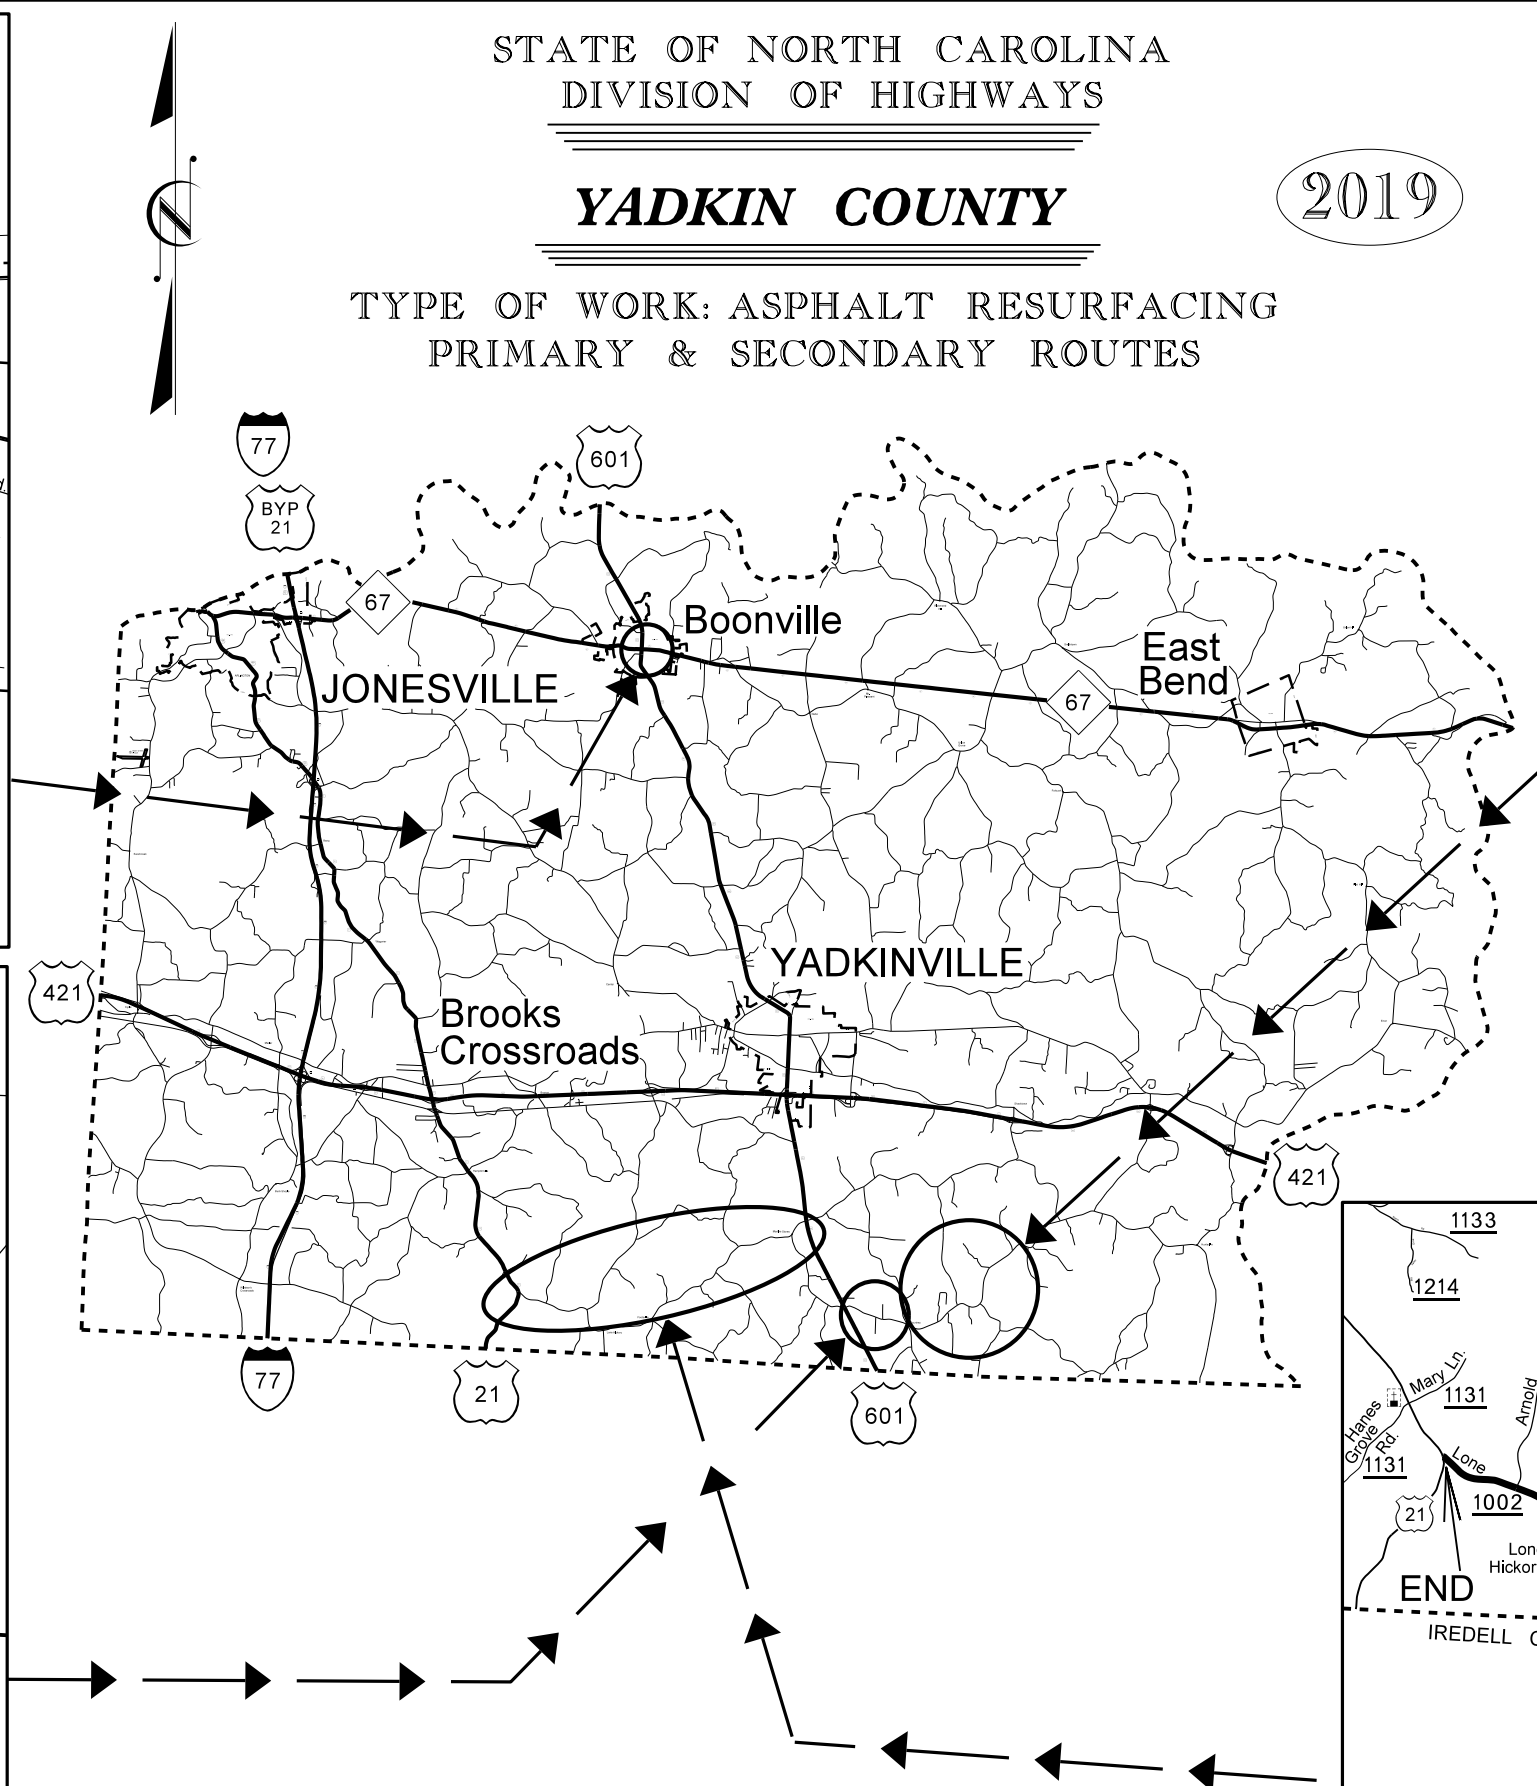 STATE OF NORTH CAROLINA
DIVISION OF HIGHWAYS
YADKIN COUNTY
2019
TYPE OF WORK: ASPHALT RESURFACING
PRIMARY & SECONDARY ROUTES
77
BYP
21
601
67
Boonville
JONESVILLE
East
Bend
67
YADKINVILLE
421
Brooks
Crossroads
421
77
21
601
1133
1214
Mary Ln.
1131
Hanes
Grove
Rd.
1131
Arnold
Lone
1002
21
Hickor
END
IREDELL